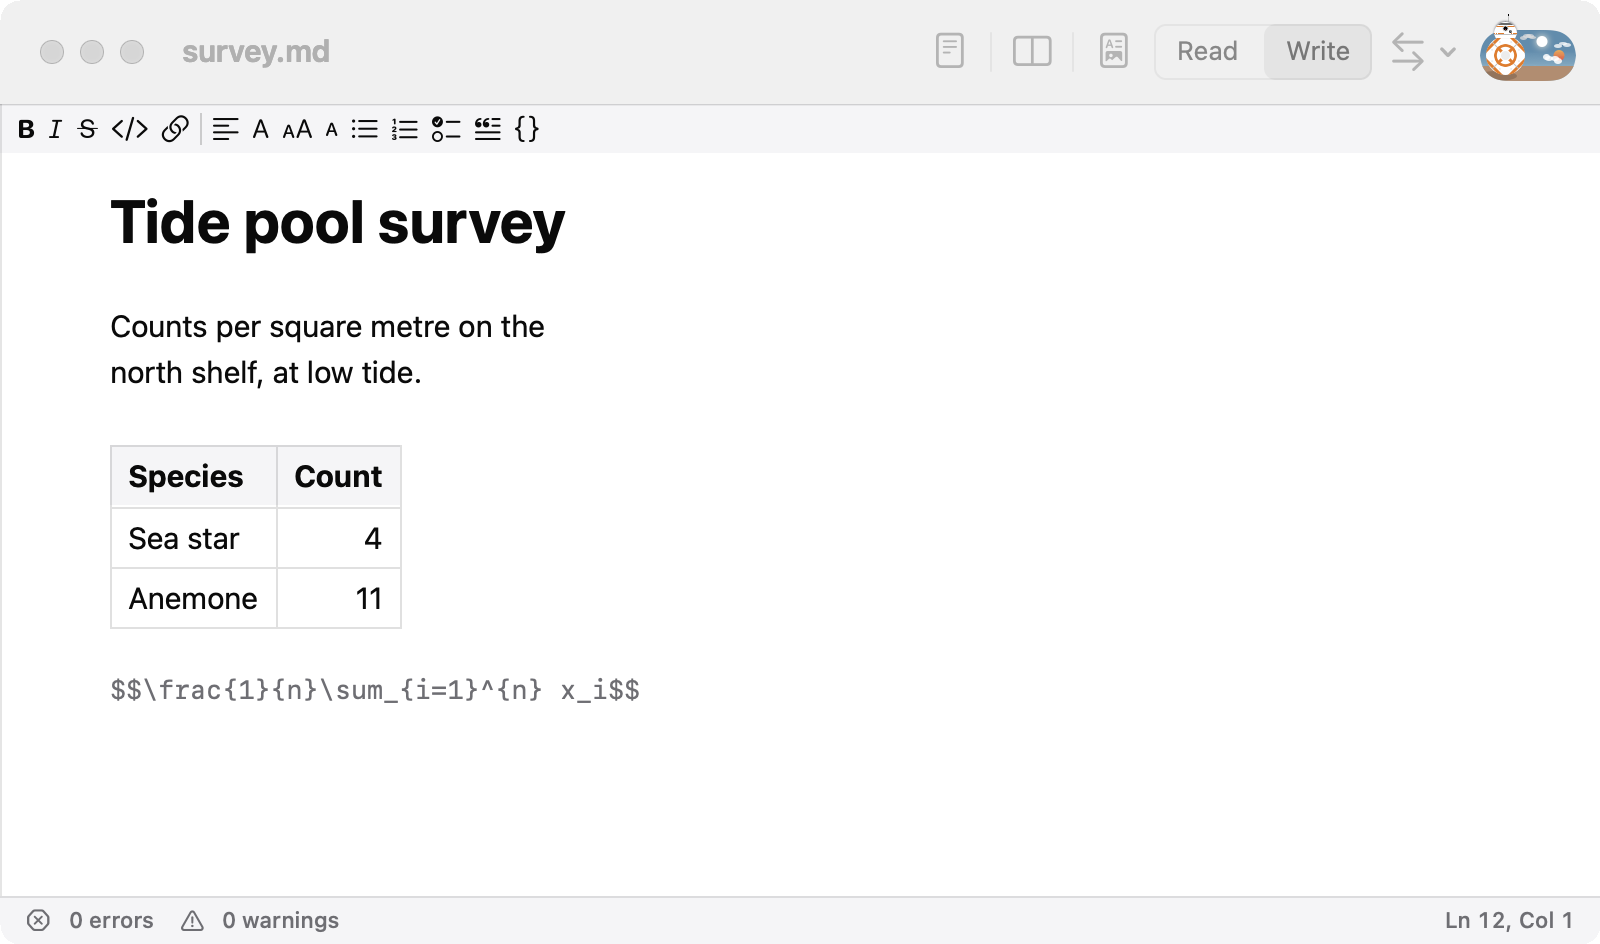 survey.md
Read Write
B I S </> A AA A {}
Tide pool survey
Counts per square metre on the
north shelf, at low tide.
Species Count
Sea star 4
Anemone 11
$$\frac{1}{n}\sum_{i=1}^{n} x_i$$
0 errors 0 warnings Ln 12, Col 1